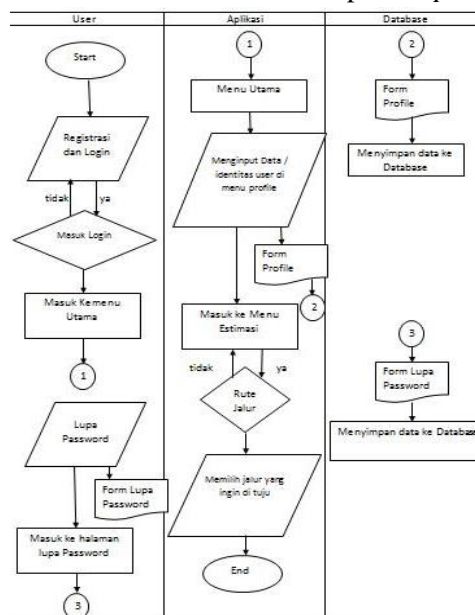 User
Start
Registrasi
dan Login
tidak
ya
Masuk Login
Masuk Kemenu
Utama
1
Lupa
Password
Form Lupa
Password
Masuk ke halaman
lupa Password
3
Aplikasi
1
Menu Utama
Menginput Data /
identitas user di
menu profile
Form
Profile
2
Masuk ke Menu
Estimasi
tidak
ya
Rute
Jalur
Memilih jalur yang
ingin di tuju
End
Database
2
Form
Profile
Menyimpan data ke
Database
3
Form Lupa
Password
Menyimpan data ke Database